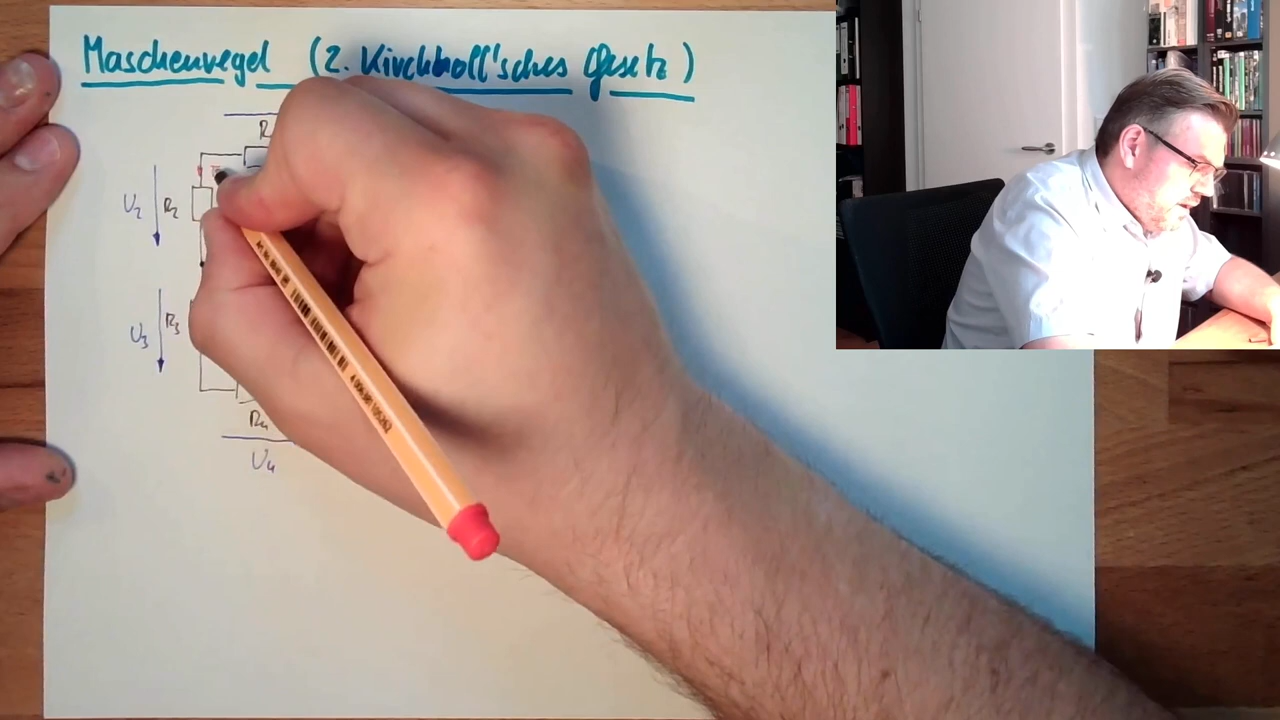 Maschenregel (2. Kirchhoff'sches Gesetz)
R
U2 R2
U3 R3
R4
U4